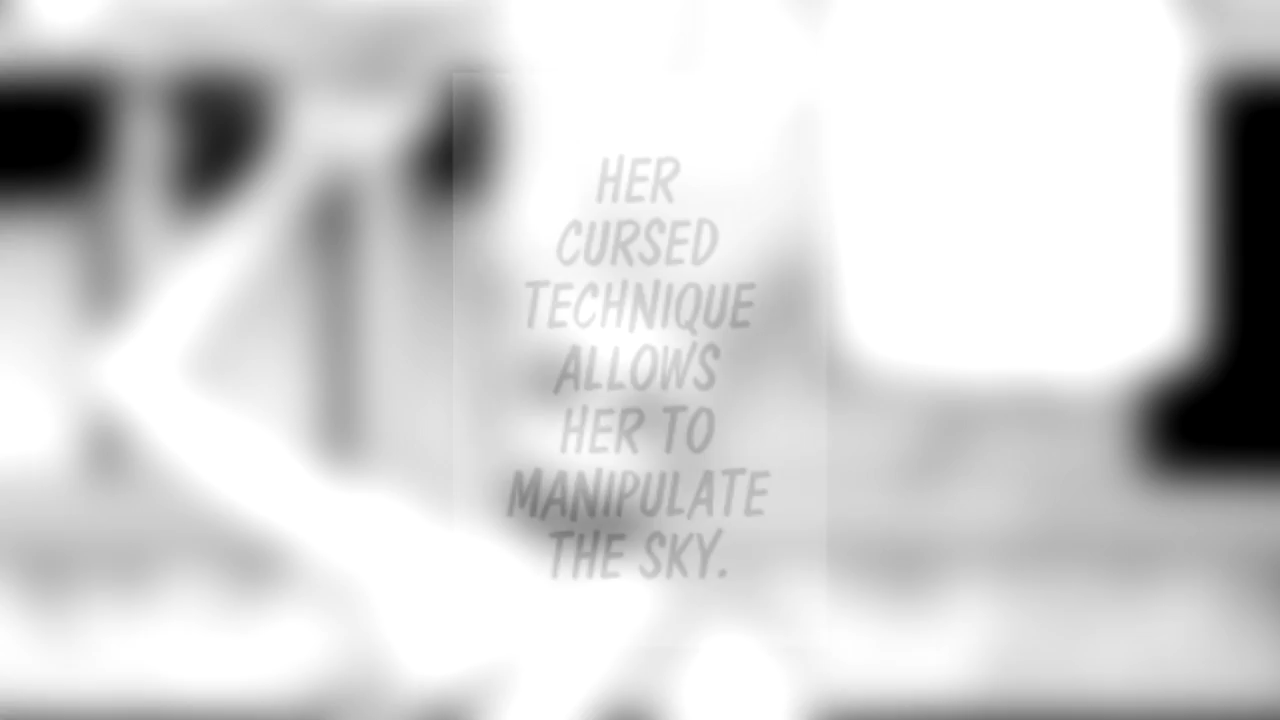 HER
CURSED
TECHNIQUE
ALLOWS
HER TO
MANIPULATE
THE SKY.